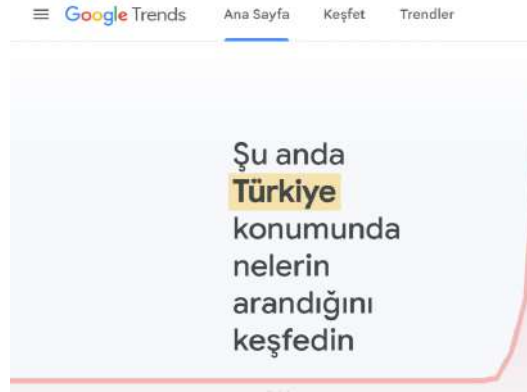 Google Trends Ana Sayfa Keşfet Trendler
Şu anda
Türkiye
konumunda
nelerin
arandığını
keşfedin